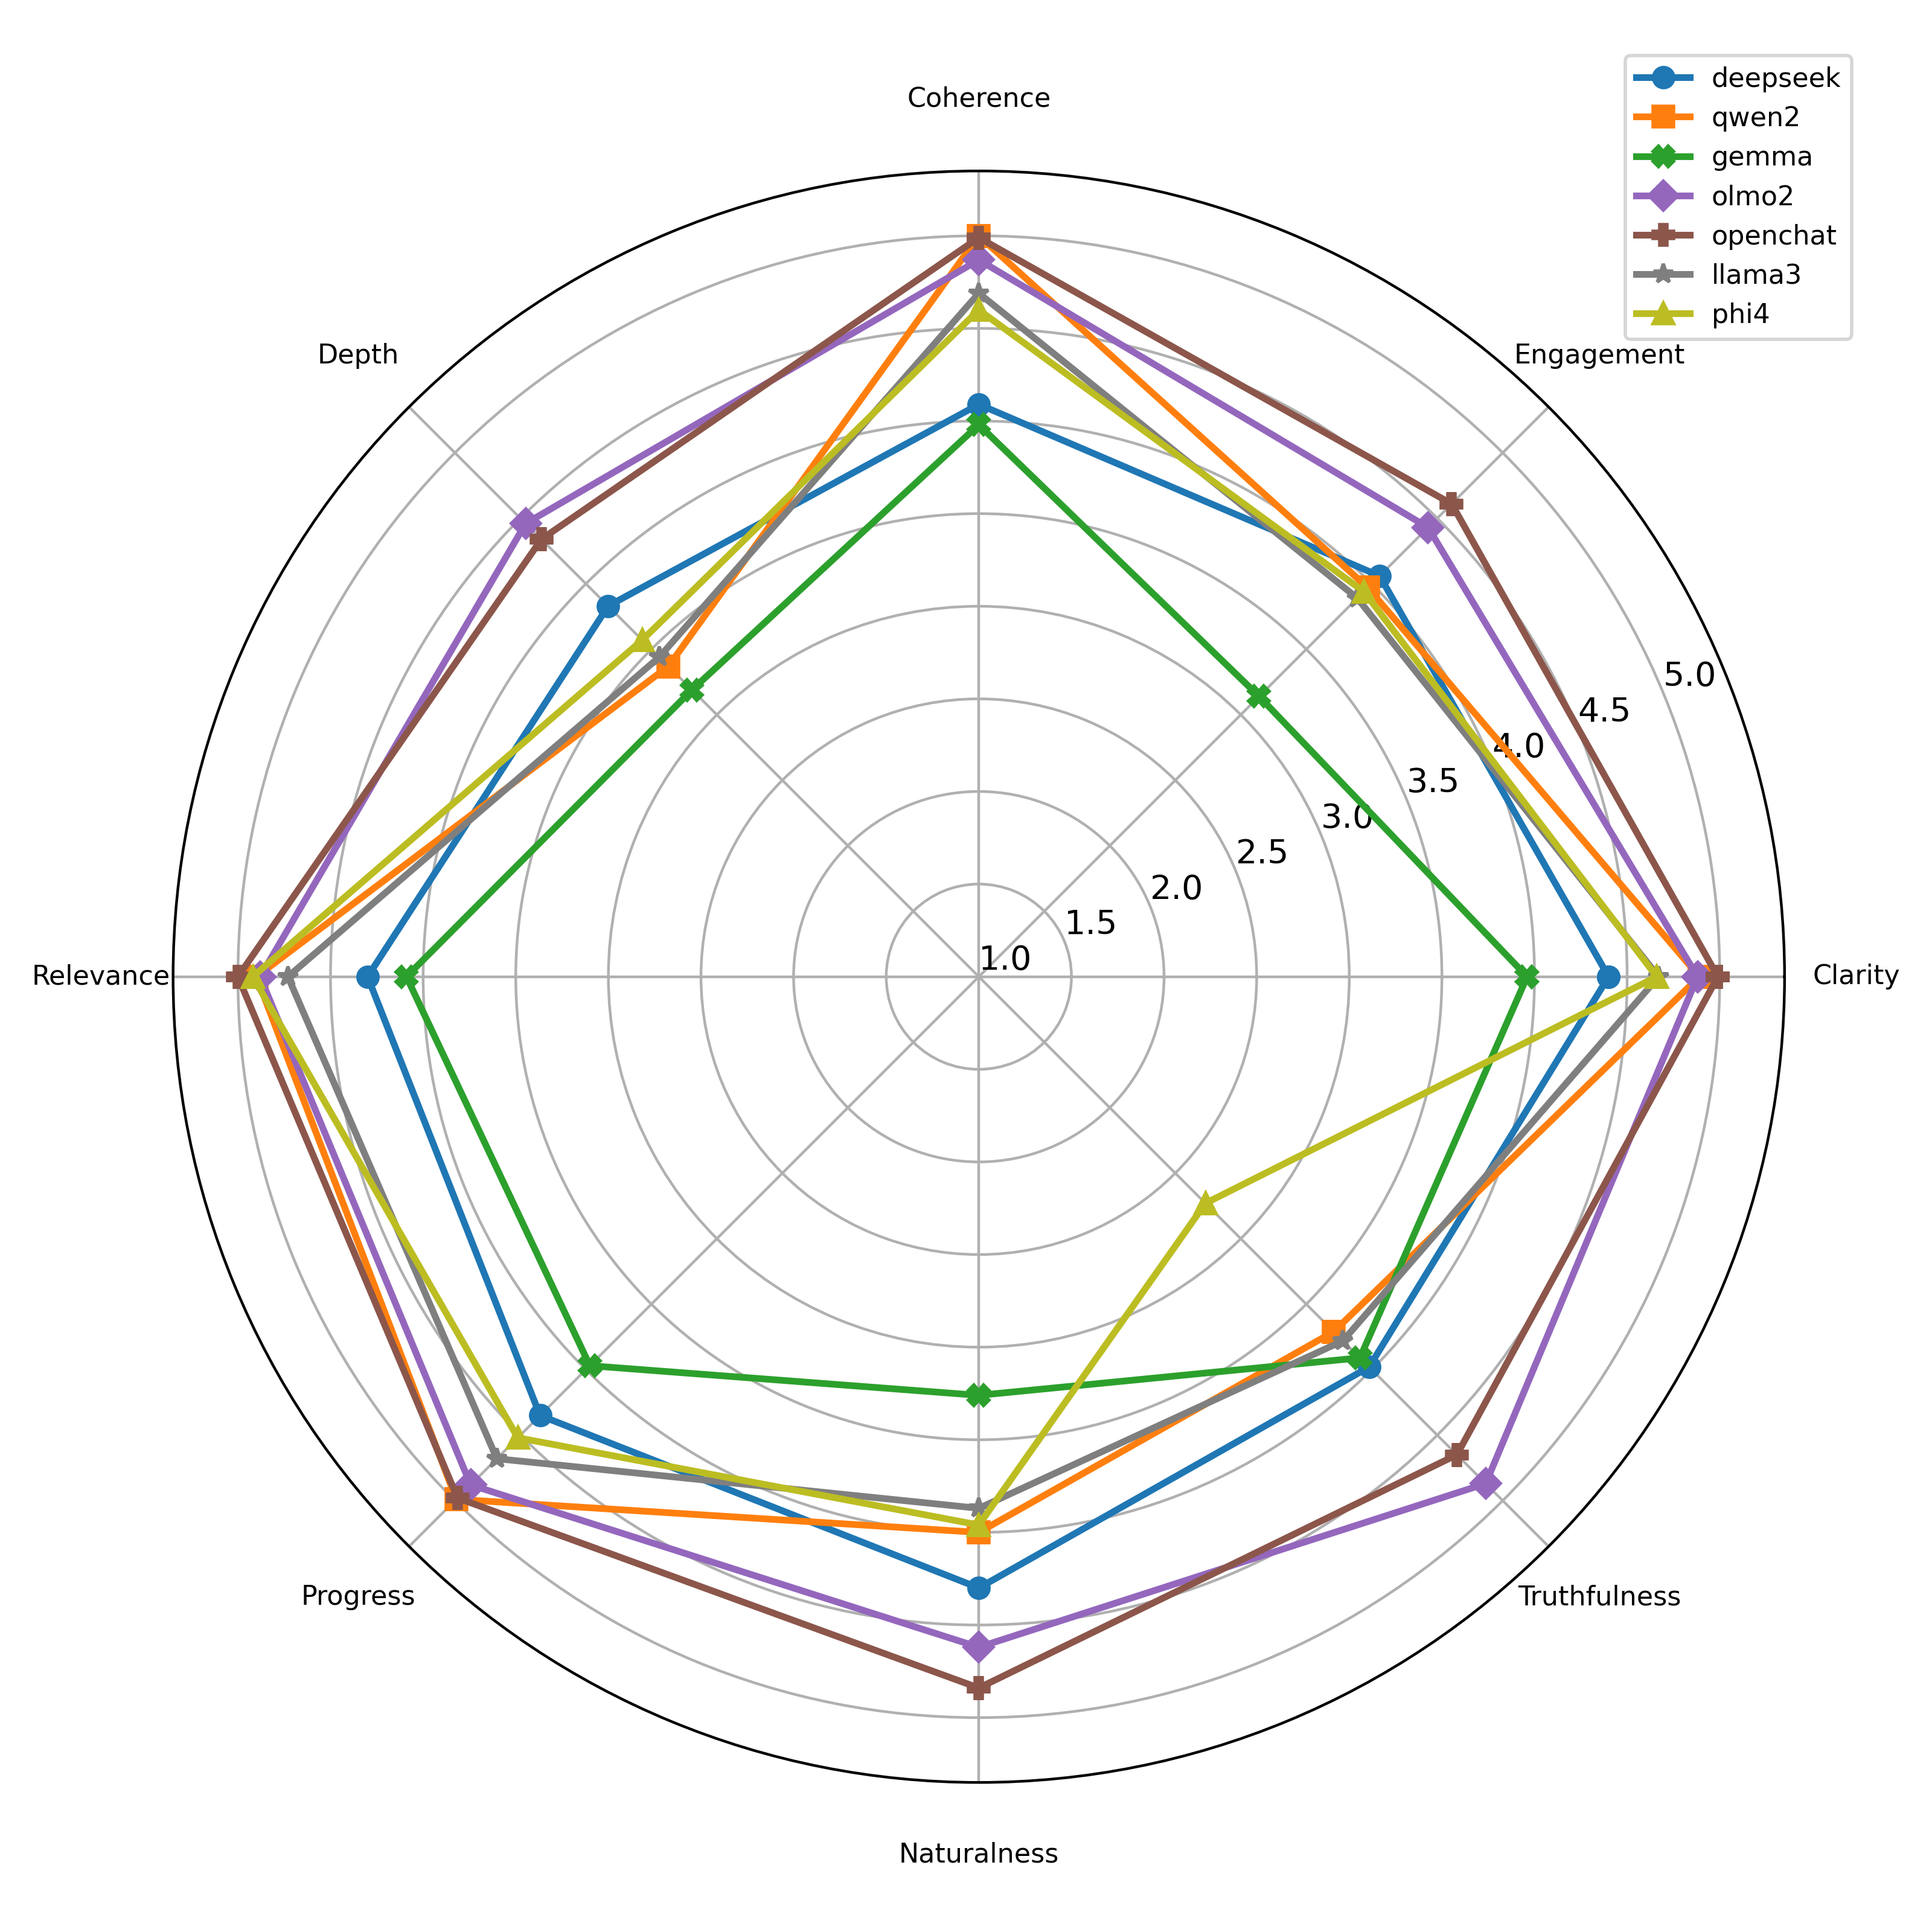 deepseek
qwen2
gemma
olmo2
openchat
llama3
phi4
Coherence
Depth
Engagement
5.0
4.5
4.0
3.5
3.0
2.5
2.0
1.5
1.0
Relevance
Clarity
Progress
Truthfulness
Naturalness